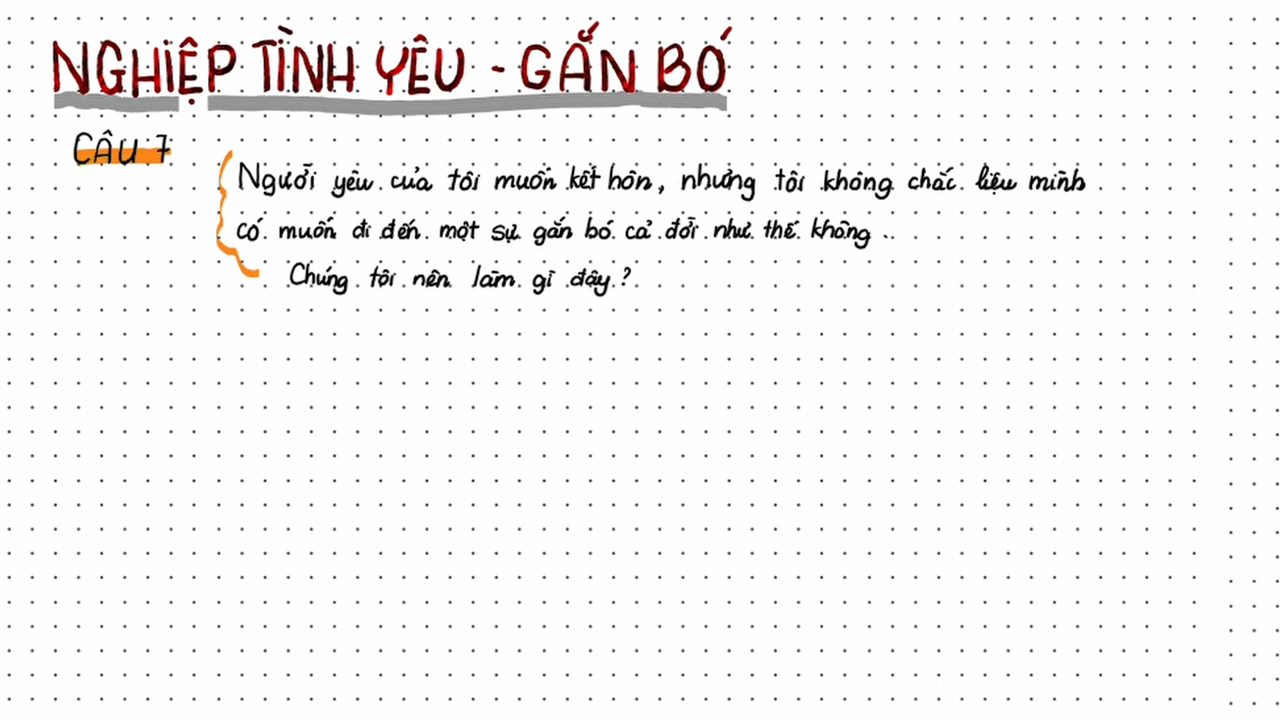 NGHIỆP TÌNH YÊU - GẮN BÓ
CÂU 7
Người yêu của tôi muốn kết hôn, nhưng tôi không chắc liệu mình
có muốn đi đến một sự gắn bó cả đời như thế không..
Chúng tôi nên làm gì đây?